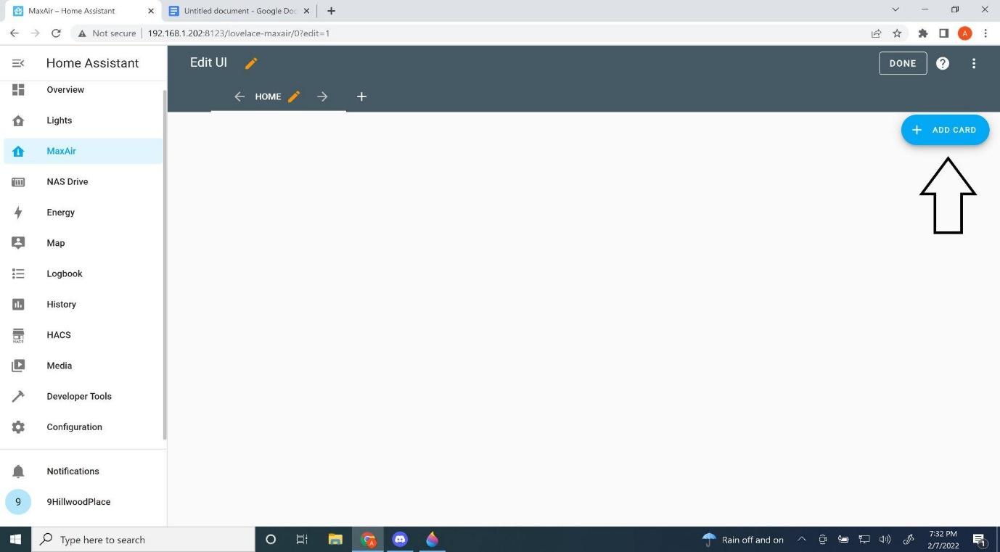 MaxAir – Home Assistant
Untitled document - Google Doc
Not secure
192.168.1.202:8123/lovelace-maxair/0?edit=1
A
Home Assistant
Edit UI
DONE
HOME
ADD CARD
Overview
Lights
MaxAir
NAS Drive
Energy
Map
Logbook
History
HACS
HACS
Media
Developer Tools
Configuration
Notifications
9
9HillwoodPlace
Type here to search
A
Rain off and on
7:32 PM
2/7/2022
1